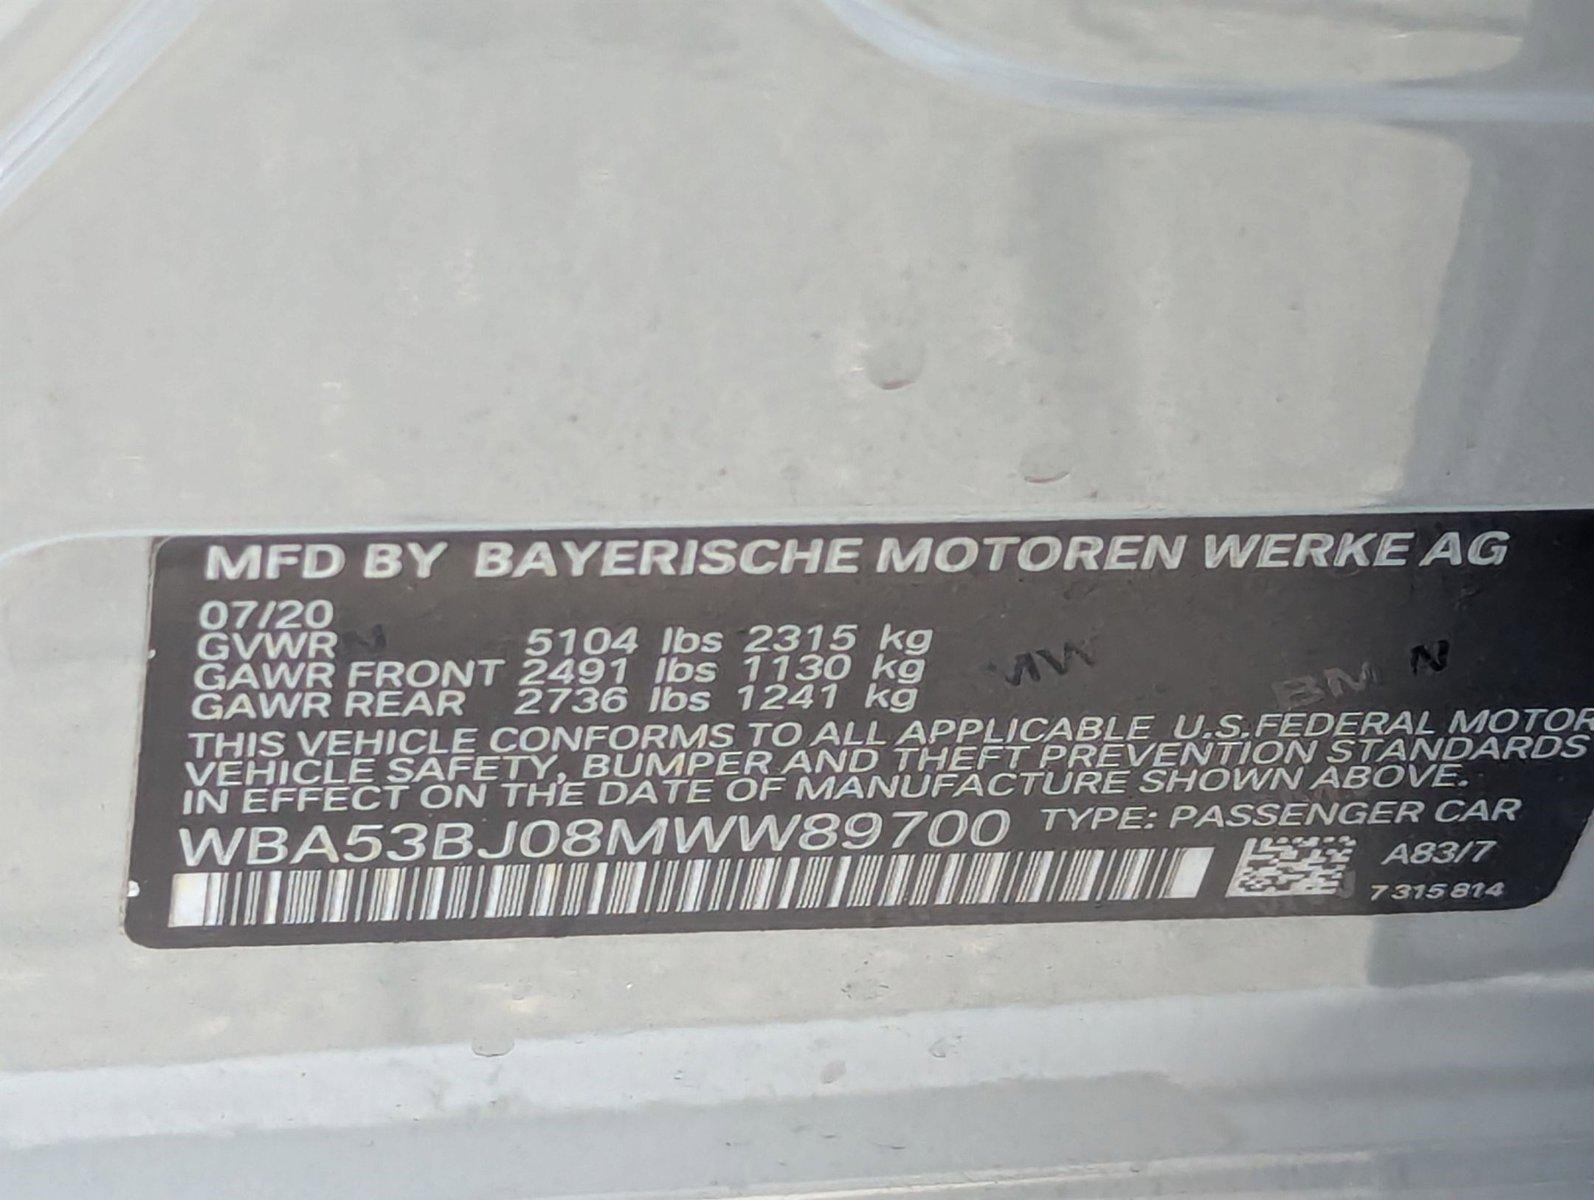 MFD BY BAYERISCHE MOTOREN WERKE AG
07/20
GVWR 5104 lbs 2315 kg
GAWR FRONT 2491 lbs 1130 kg
GAWR REAR 2736 lbs 1241 kg
THIS VEHICLE CONFORMS TO ALL APPLICABLE U.S.FEDERAL MOTOR
VEHICLE SAFETY, BUMPER AND THEFT PREVENTION STANDARDS
IN EFFECT ON THE DATE OF MANUFACTURE SHOWN ABOVE.
WBA53BJ08MWW89700 TYPE: PASSENGER CAR
A83/7
7 315 814